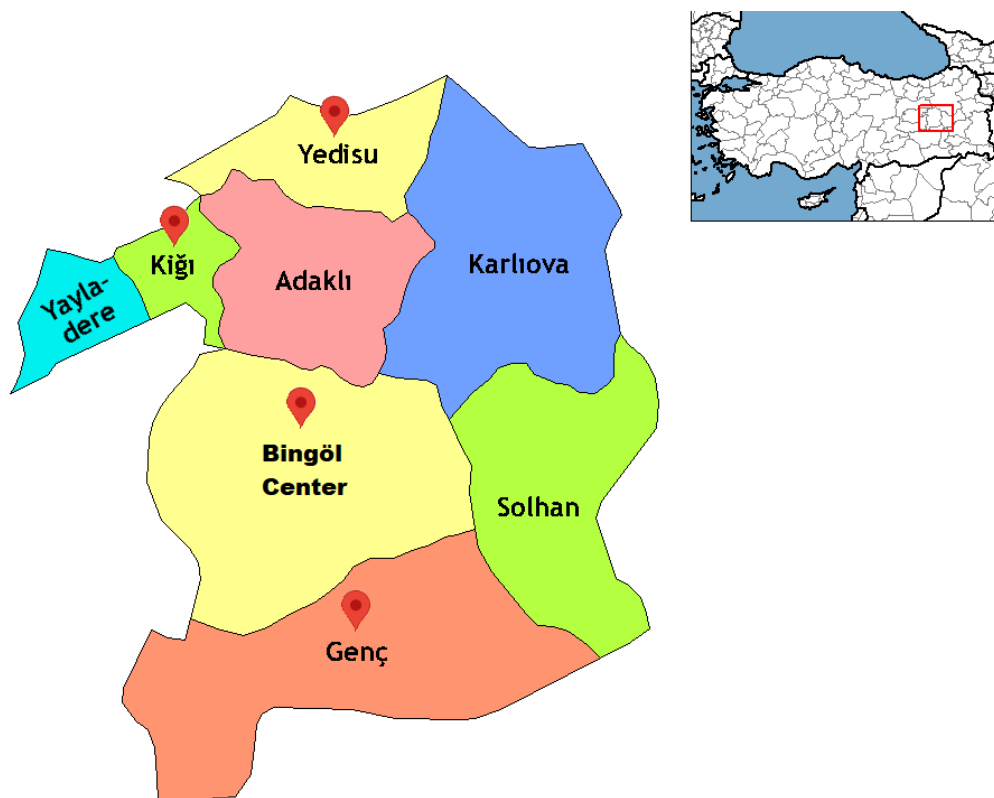 Yedisu
Kiğı
Adaklı
Karlıova
Yayla-
dere
Bingöl
Center
Solhan
Genç